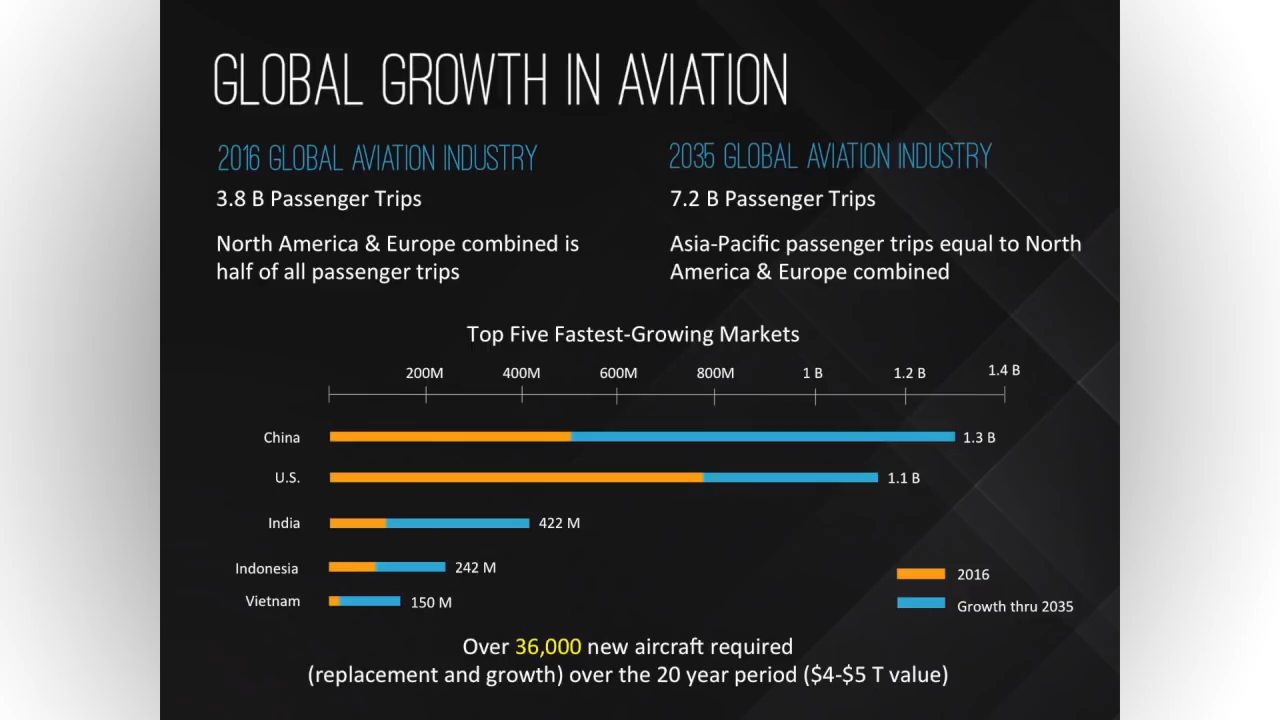 GLOBAL GROWTH IN AVIATION
2016 GLOBAL AVIATION INDUSTRY
3.8 B Passenger Trips
North America & Europe combined is
half of all passenger trips
2035 GLOBAL AVIATION INDUSTRY
7.2 B Passenger Trips
Asia-Pacific passenger trips equal to North
America & Europe combined
Top Five Fastest-Growing Markets
200M 400M 600M 800M 1 B 1.2 B 1.4 B
China 1.3 B
U.S. 1.1 B
India 422 M
Indonesia 242 M
Vietnam 150 M
2016
Growth thru 2035
Over 36,000 new aircraft required
(replacement and growth) over the 20 year period ($4-$5 T value)